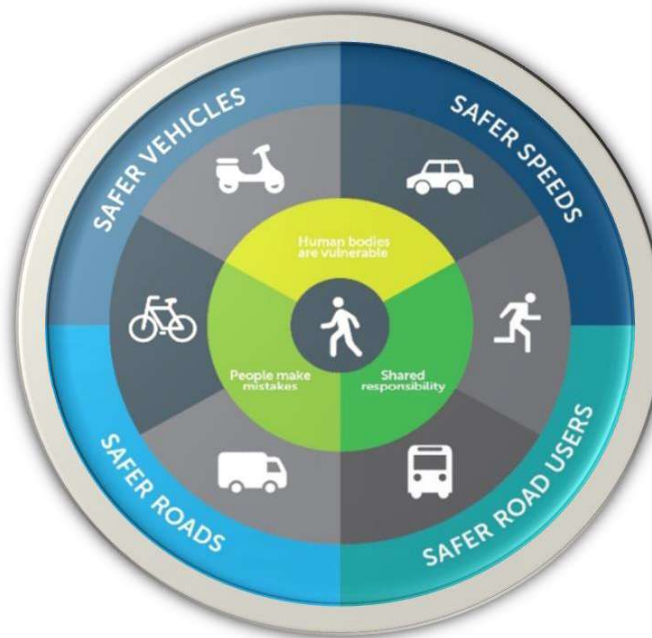 SAFER VEHICLES
SAFER SPEEDS
Human bodies
are vulnerable
People make
mistakes
Shared
responsibility
SAFER ROADS
SAFER ROAD USERS